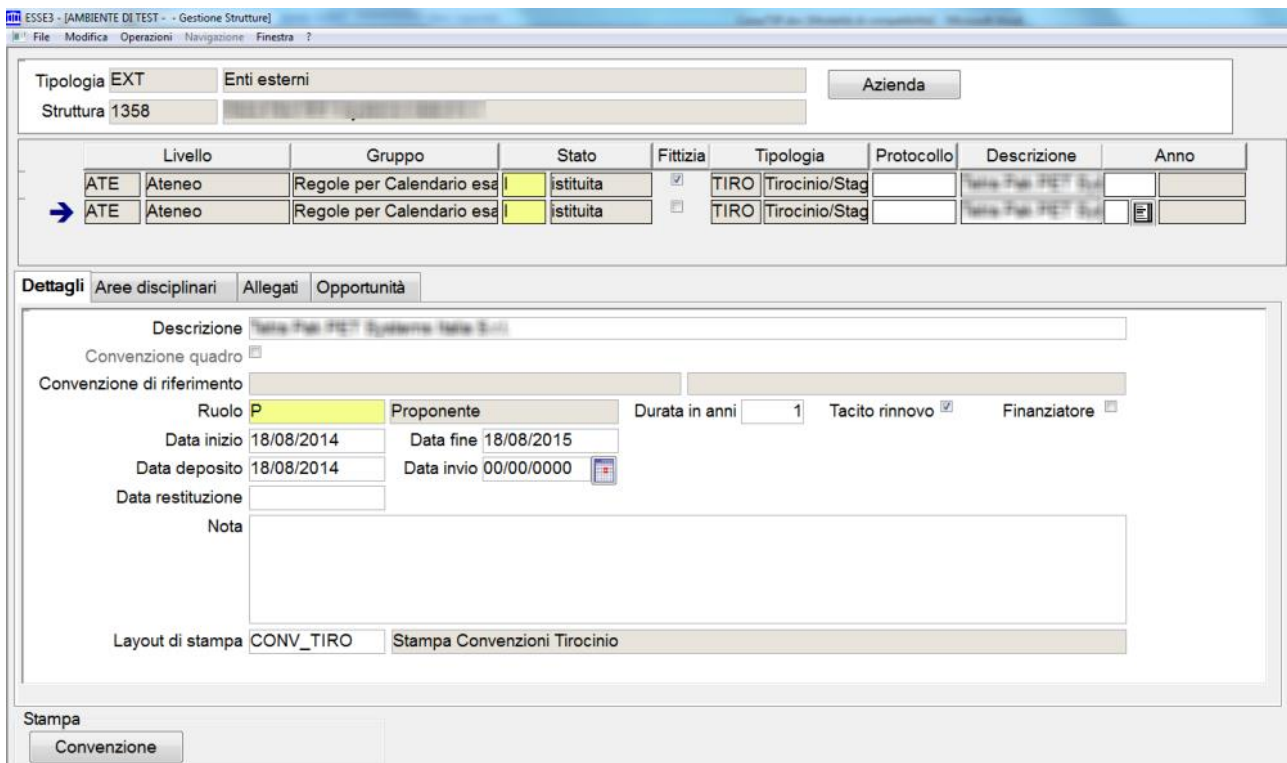 ESSE3 - [AMBIENTE DI TEST - - Gestione Strutture]
File Modifica Operazioni Navigazione Finestra ?
Tipologia EXT Enti esterni Azienda
Struttura 1358
Livello Gruppo Stato Fittizia Tipologia Protocollo Descrizione Anno
ATE Ateneo Regole per Calendario esa I istituita TIRO Tirocinio/Stag
ATE Ateneo Regole per Calendario esa I istituita TIRO Tirocinio/Stag
Dettagli Aree disciplinari Allegati Opportunità
Descrizione
Convenzione quadro
Convenzione di riferimento
Ruolo P Proponente Durata in anni 1 Tacito rinnovo Finanziatore
Data inizio 18/08/2014 Data fine 18/08/2015
Data deposito 18/08/2014 Data invio 00/00/0000
Data restituzione
Nota
Layout di stampa CONV_TIRO Stampa Convenzioni Tirocinio
Stampa
Convenzione